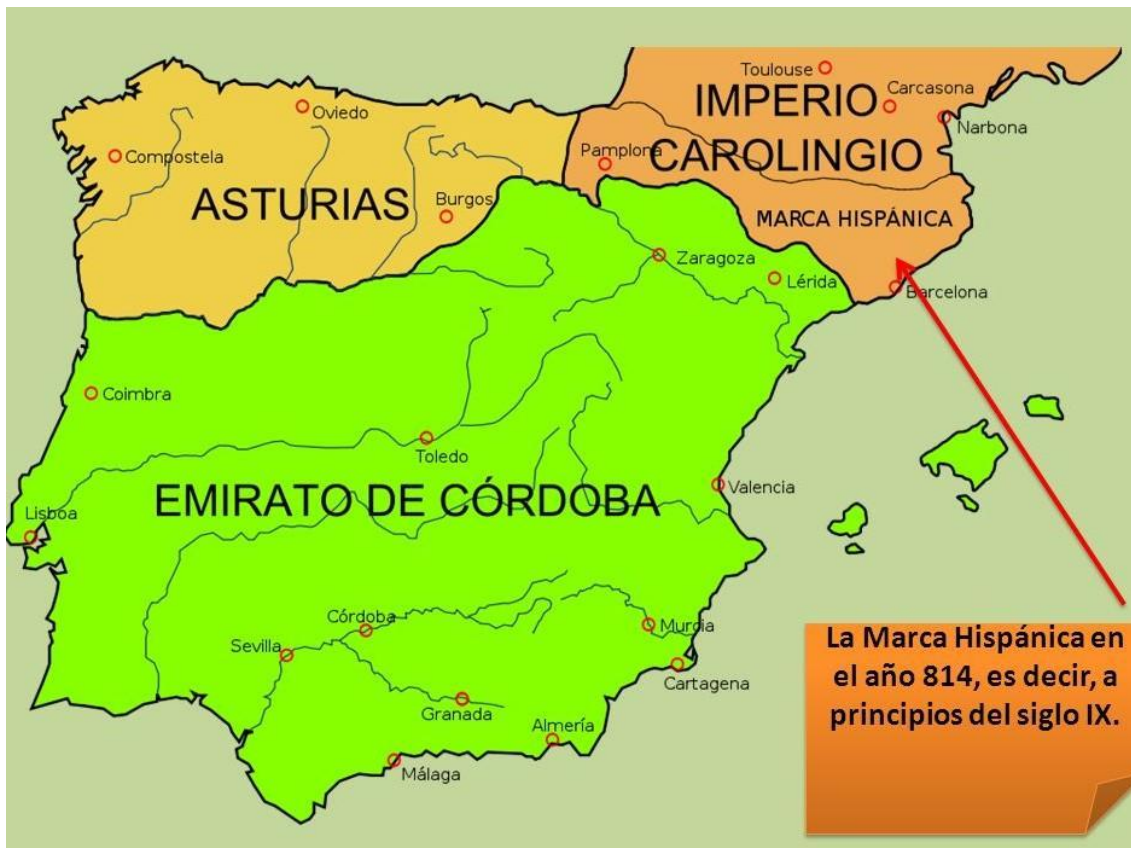 Toulouse
Carcasona
IMPERIO
Narbona
Oviedo
Compostela
Pamplona
CAROLINGIO
ASTURIAS
Burgos
MARCA HISPÁNICA
Zaragoza
Lérida
Barcelona
Coimbra
Toledo
EMIRATO DE CÓRDOBA
Valencia
Lisboa
Córdoba
Murcia
Sevilla
Cartagena
Granada
Almería
Málaga
La Marca Hispánica en
el año 814, es decir, a
principios del siglo IX.